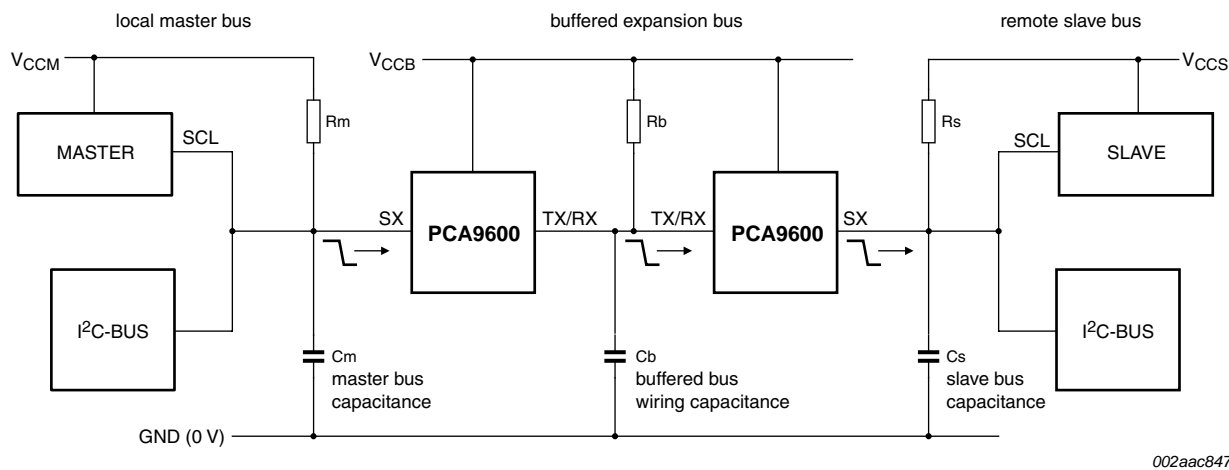 local master bus
buffered expansion bus
remote slave bus
VCCM
VCCB
VCCS
Rm
Rb
Rs
MASTER
SCL
SCL
SLAVE
SX
PCA9600
TX/RX
TX/RX
PCA9600
SX
I²C-BUS
I²C-BUS
Cm
master bus
capacitance
Cb
buffered bus
wiring capacitance
Cs
slave bus
capacitance
GND (0 V)
002aac847